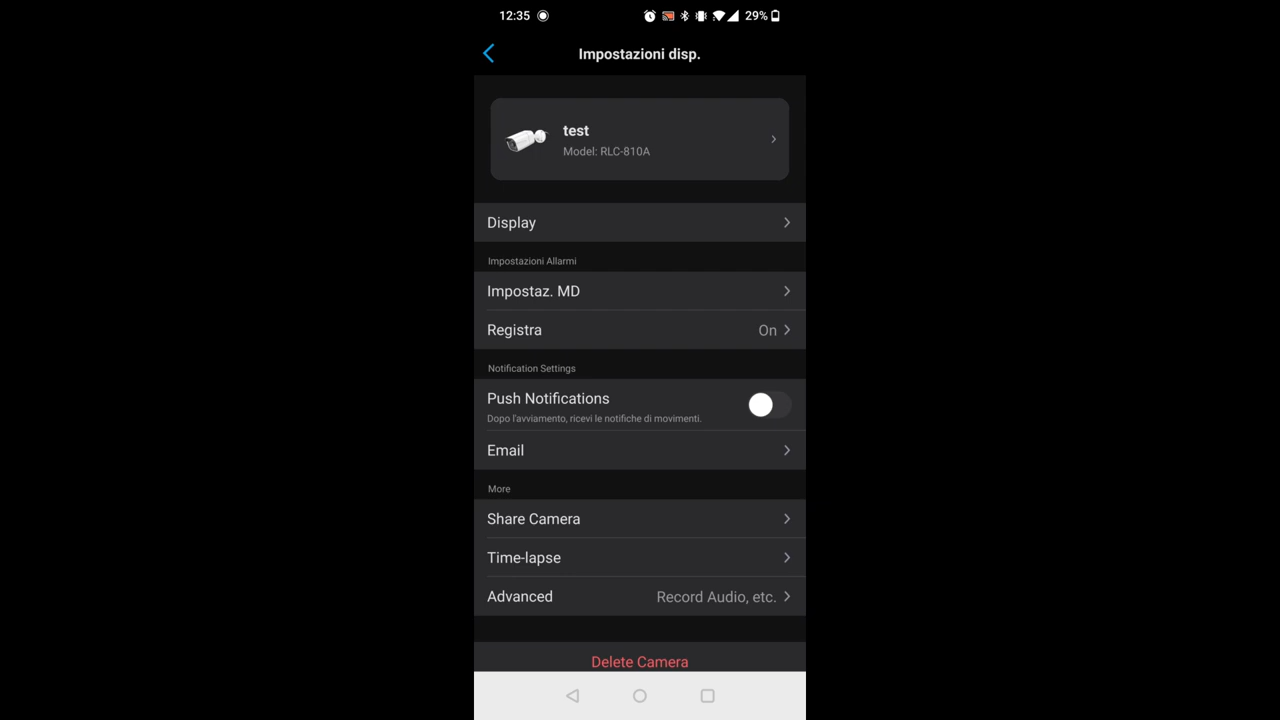 12:35
29%
Impostazioni disp.
test
Model: RLC-810A
Display
Impostazioni Allarmi
Impostaz. MD
Registra On
Notification Settings
Push Notifications
Dopo l'avviamento, ricevi le notifiche di movimenti.
Email
More
Share Camera
Time-lapse
Advanced Record Audio, etc.
Delete Camera